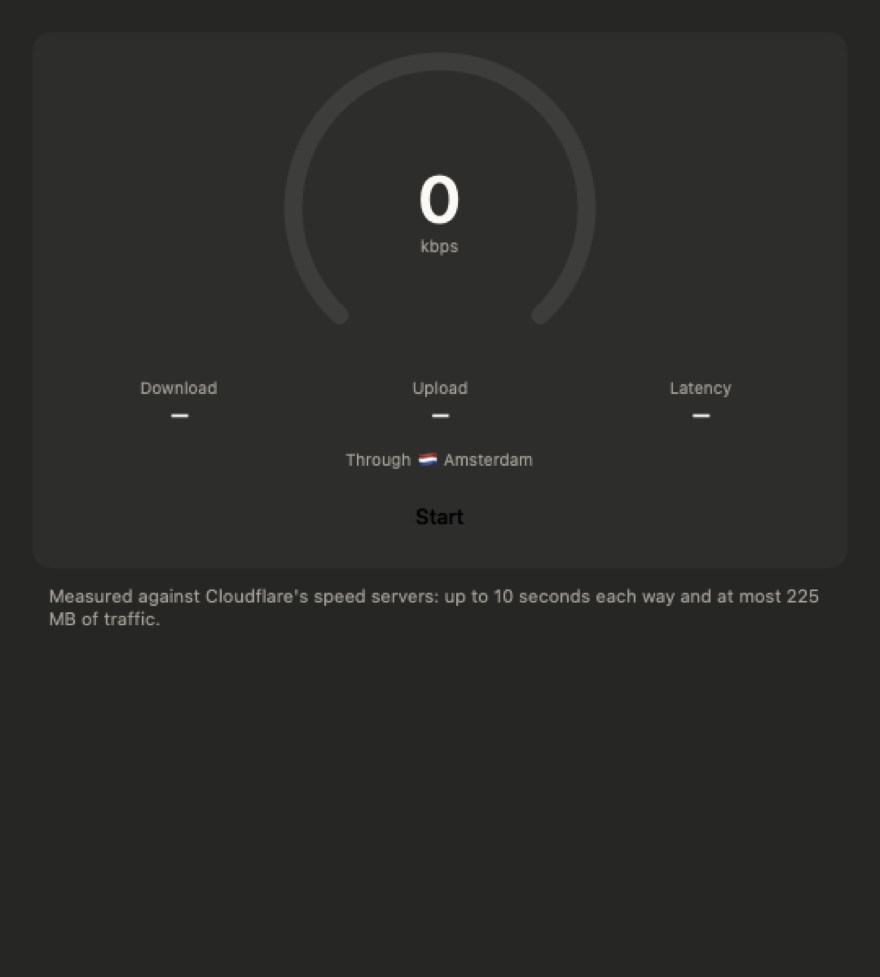 0
kbps
Download Upload Latency
– – –
Through 🇳🇱 Amsterdam
Start
Measured against Cloudflare's speed servers: up to 10 seconds each way and at most 225
MB of traffic.